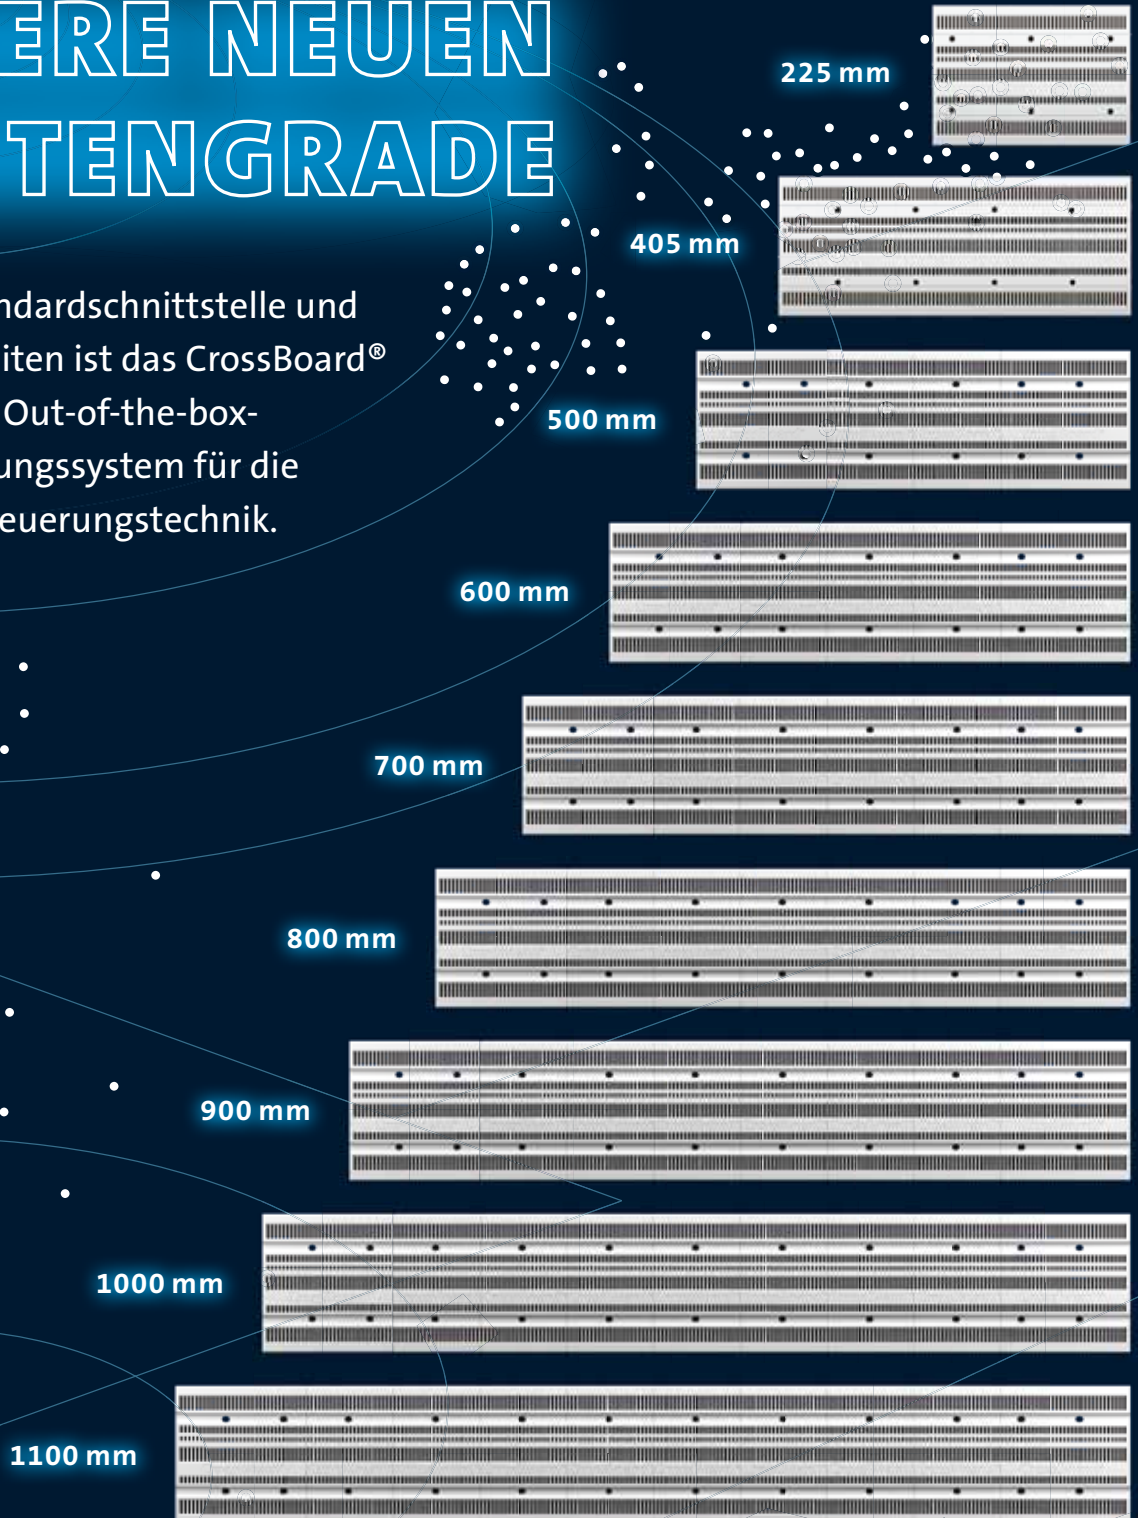 ERE NEUEN
TENGRADE
ndardschnittstelle und
iten ist das CrossBoard®
Out-of-the-box-
ungssystem für die
euerungstechnik.
225 mm
405 mm
500 mm
600 mm
700 mm
800 mm
900 mm
1000 mm
1100 mm